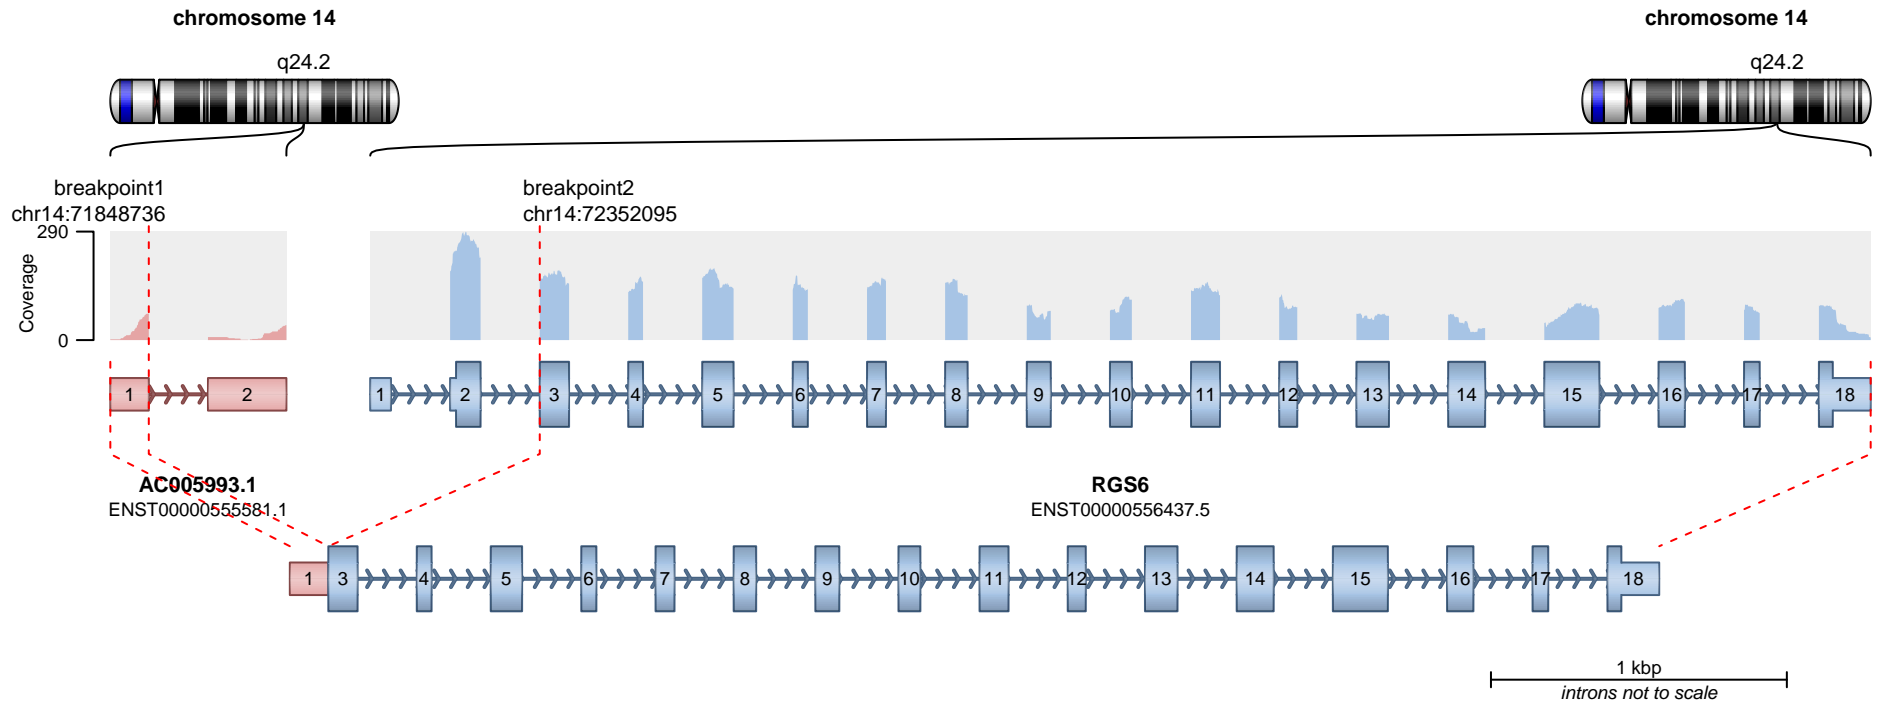 chromosome 14
chromosome 14
q24.2
q24.2
breakpoint1
chr14:71848736
breakpoint2
chr14:72352095
290
0
Coverage
1
2
1
2
3
4
5
6
7
8
9
10
11
12
13
14
15
16
17
18
AC005993.1
ENST00000555581.1
RGS6
ENST00000556437.5
1
3
4
5
6
7
8
9
10
11
12
13
14
15
16
17
18
1 kbp
introns not to scale